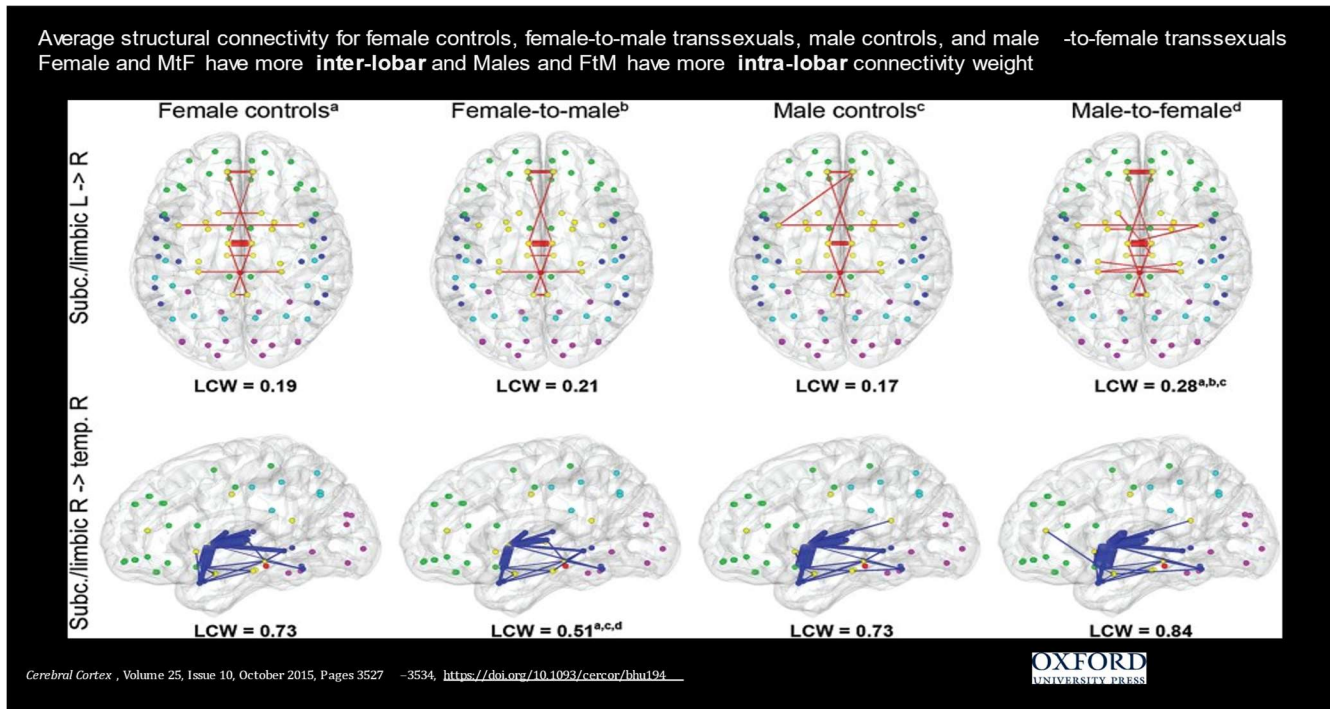 Average structural connectivity for female controls, female-to-male transsexuals, male controls, and male -to-female transsexuals
Female and MtF have more inter-lobar and Males and FtM have more intra-lobar connectivity weight
Female controlsᵃ
Female-to-maleᵇ
Male controlsᶜ
Male-to-femaleᵈ
Subc./limbic L -> R
LCW = 0.19
LCW = 0.21
LCW = 0.17
LCW = 0.28ᵃ,ᵇ,ᶜ
Subc./limbic R -> temp. R
LCW = 0.73
LCW = 0.51ᵃ,ᶜ,ᵈ
LCW = 0.73
LCW = 0.84
Cerebral Cortex , Volume 25, Issue 10, October 2015, Pages 3527 –3534, https://doi.org/10.1093/cercor/bhu194
OXFORD
UNIVERSITY PRESS